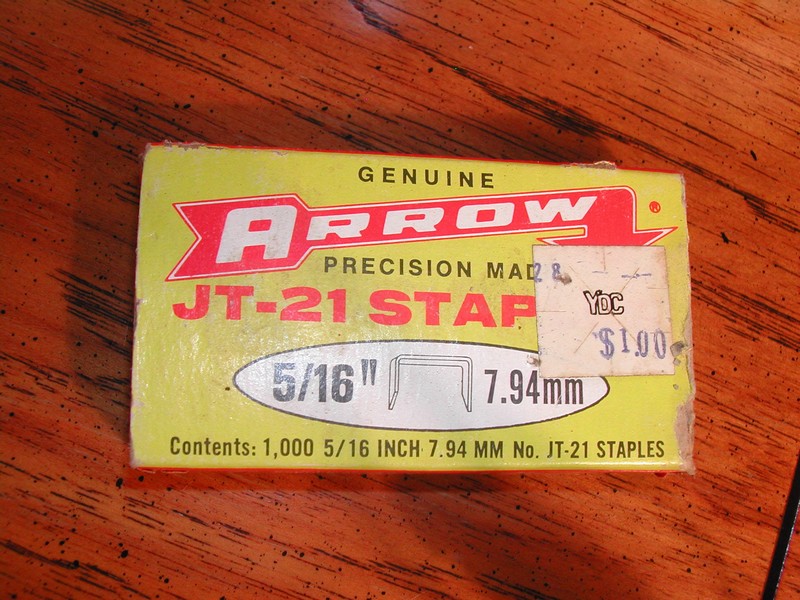 GENUINE
ARROW ®
PRECISION MAD
JT-21 STAP
28 — —
YDC
$1.00
5/16" 7.94mm
Contents: 1,000 5/16 INCH 7.94 MM No. JT-21 STAPLES